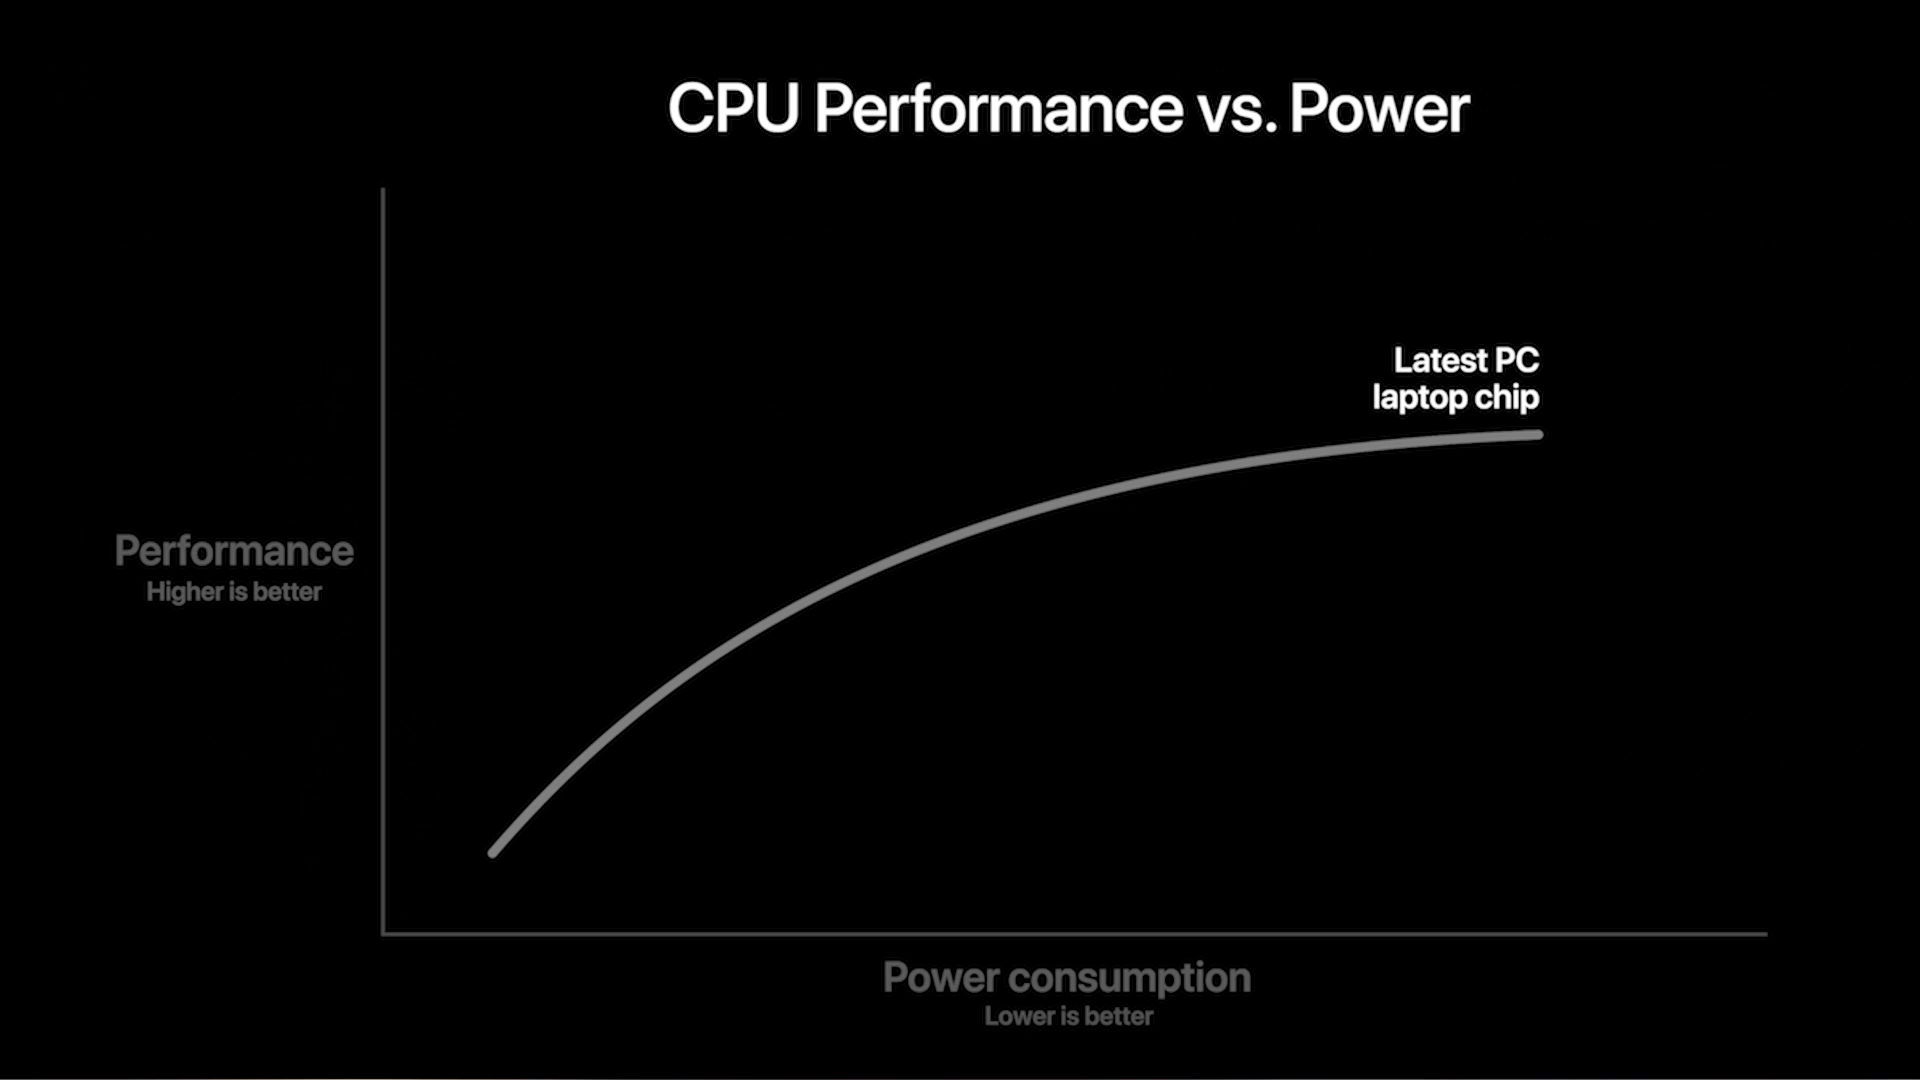 CPU Performance vs. Power
Latest PC
laptop chip
Performance
Higher is better
Power consumption
Lower is better